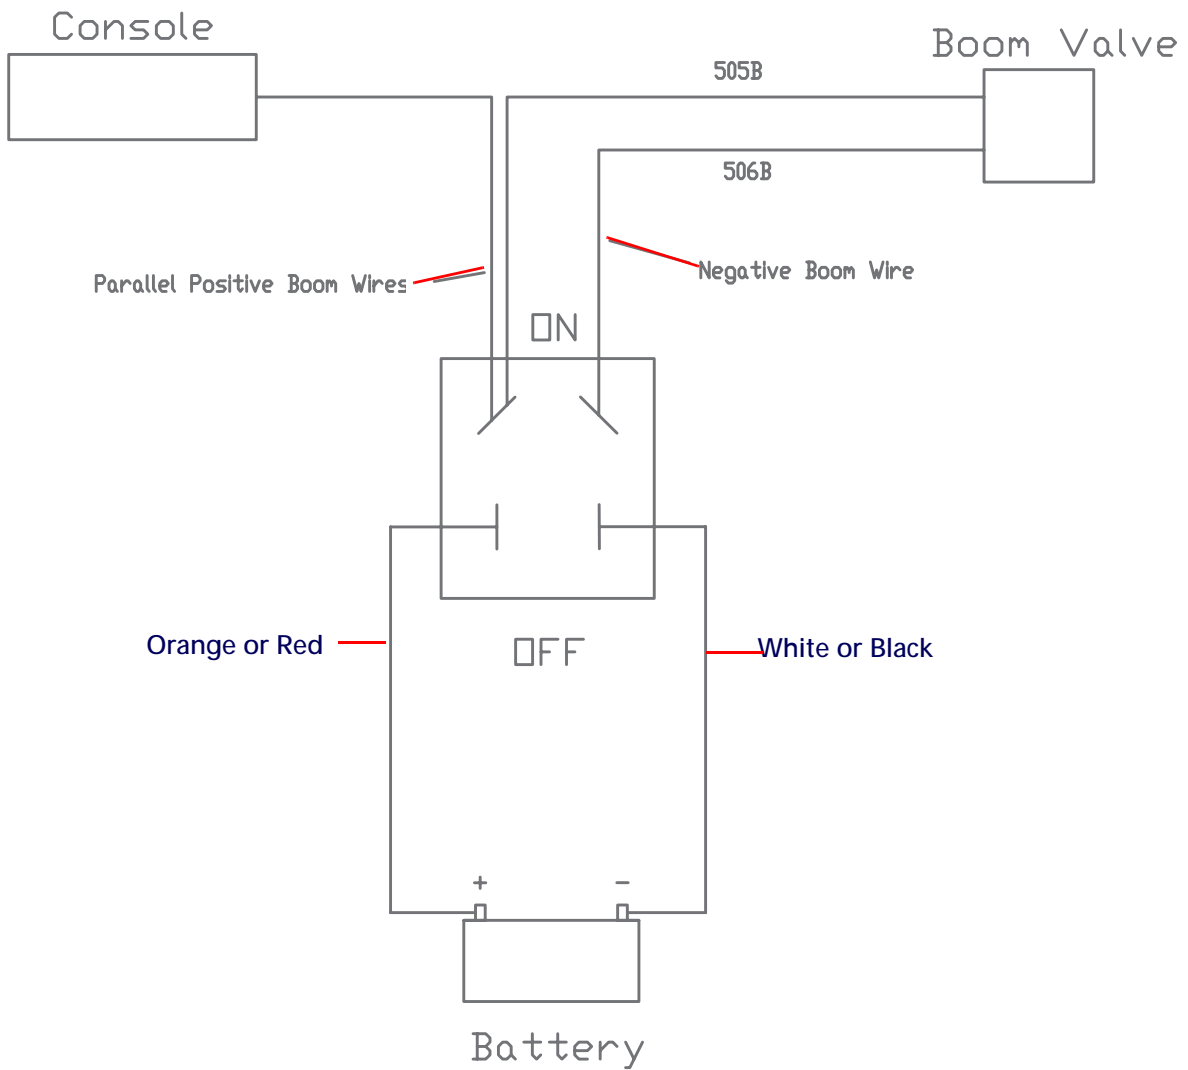 Console
Boom Valve
505B
506B
Parallel Positive Boom Wires
Negative Boom Wire
ON
Orange or Red
OFF
White or Black
+
-
Battery